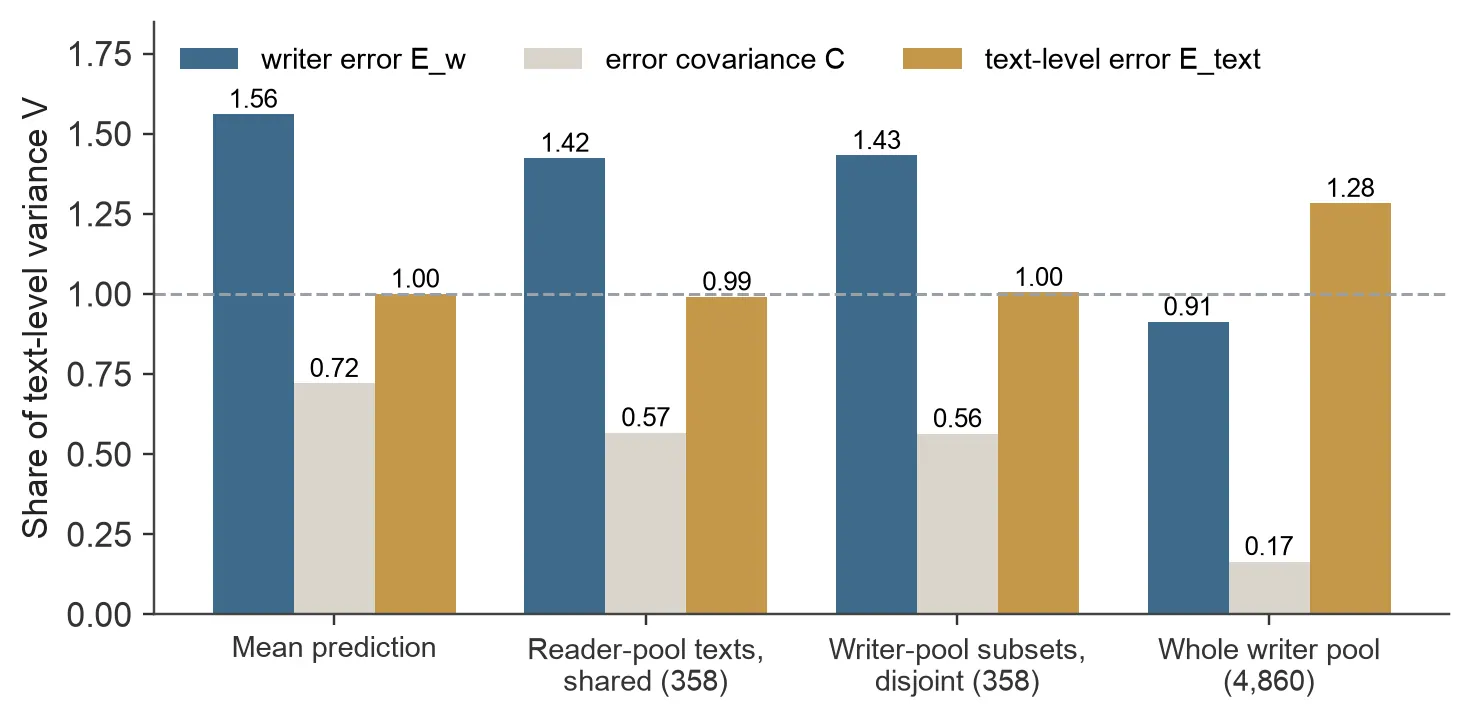 writer error E_w
error covariance C
text-level error E_text
Share of text-level variance V
1.75
1.50
1.25
1.00
0.75
0.50
0.25
0.00
1.56
0.72
1.00
1.42
0.57
0.99
1.43
0.56
1.00
0.91
0.17
1.28
Mean prediction
Reader-pool texts,
shared (358)
Writer-pool subsets,
disjoint (358)
Whole writer pool
(4,860)